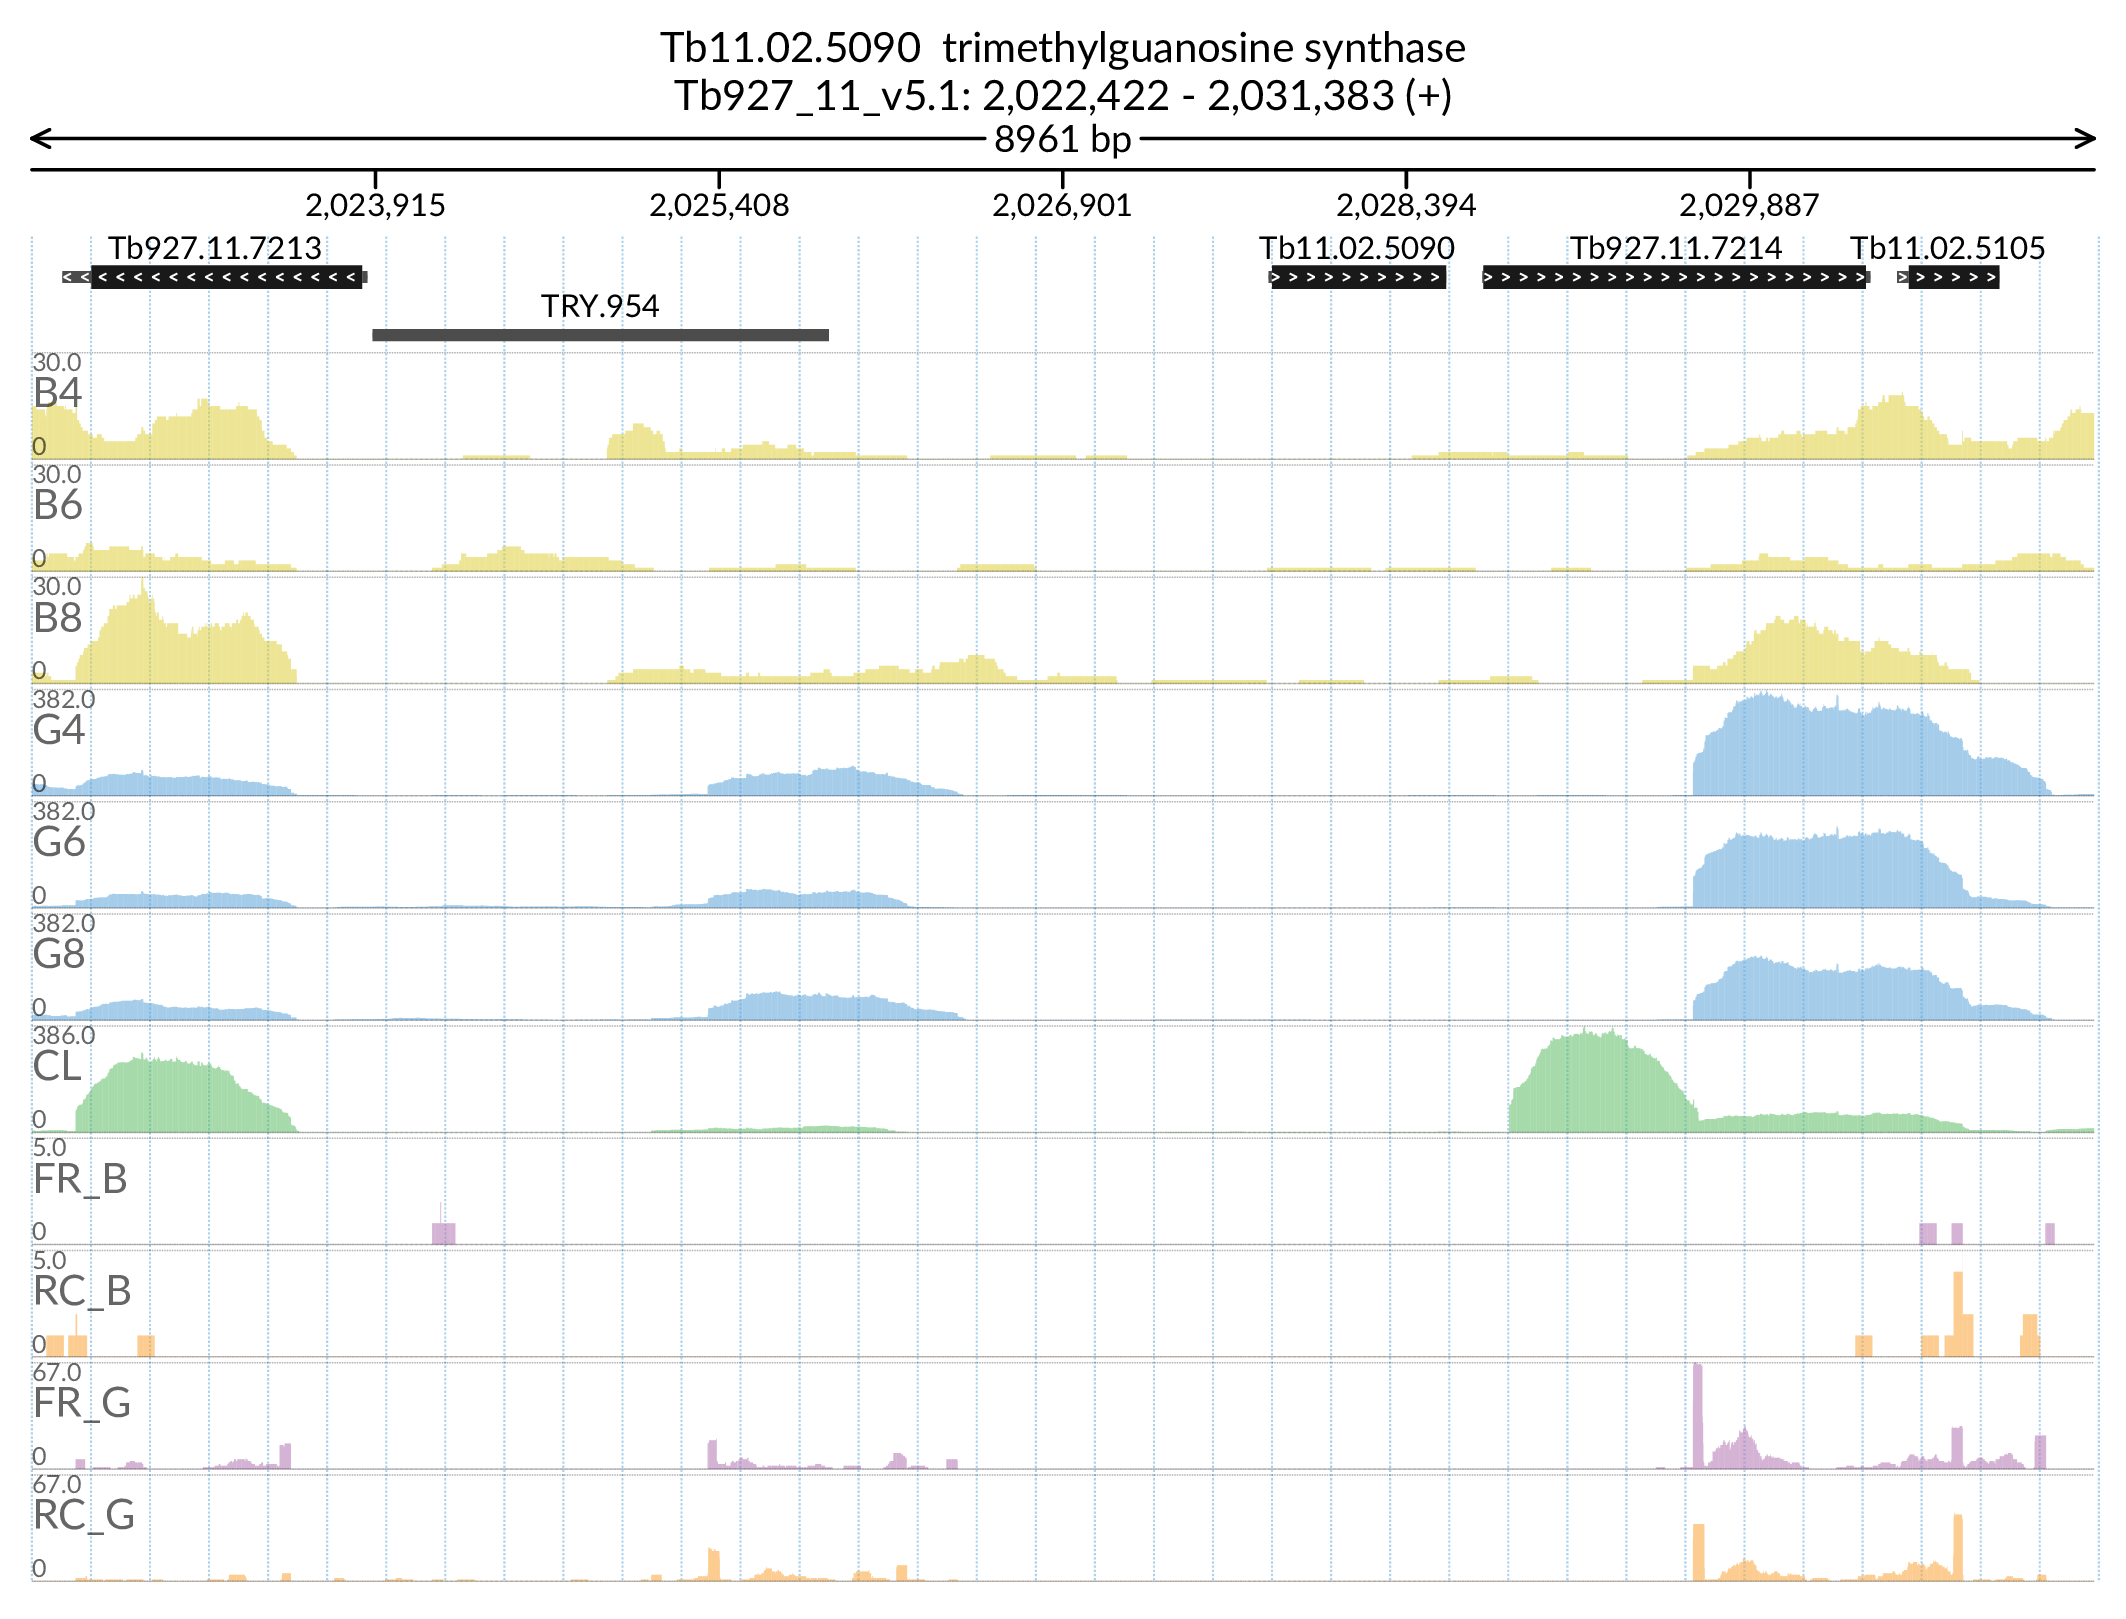 Tb11.02.5090  trimethylguanosine synthase
Tb927_11_v5.1: 2,022,422 - 2,031,383 (+)
8961 bp
2,023,915 2,025,408 2,026,901 2,028,394 2,029,887
Tb927.11.7213 Tb11.02.5090 Tb927.11.7214 Tb11.02.5105
TRY.954
30.0
B4
0
30.0
B6
0
30.0
B8
0
382.0
G4
0
382.0
G6
0
382.0
G8
0
386.0
CL
0
5.0
FR_B
0
5.0
RC_B
0
67.0
FR_G
0
67.0
RC_G
0